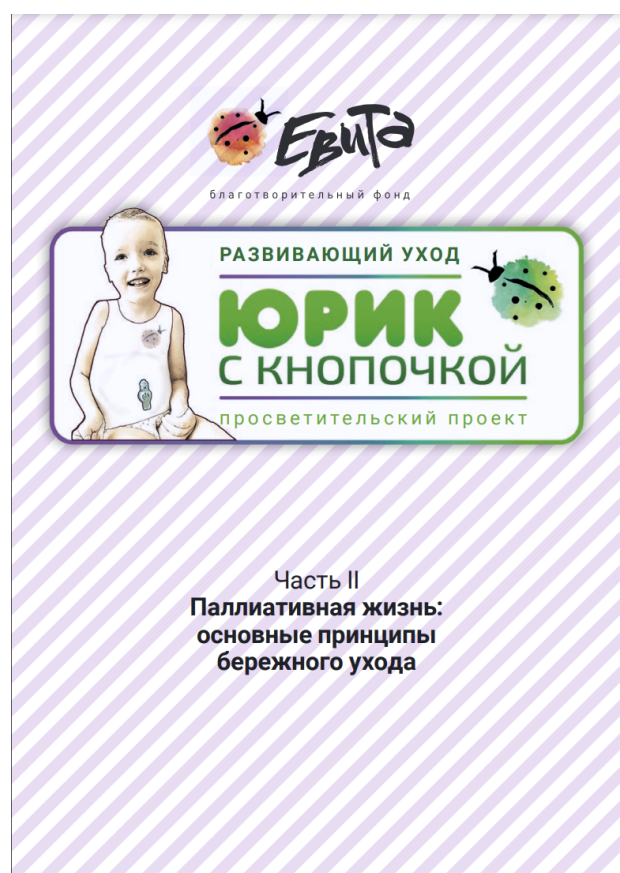 Евита
благотворительный фонд
РАЗВИВАЮЩИЙ УХОД
ЮРИК
С КНОПОЧКОЙ
просветительский проект
Часть II
Паллиативная жизнь:
основные принципы
бережного ухода